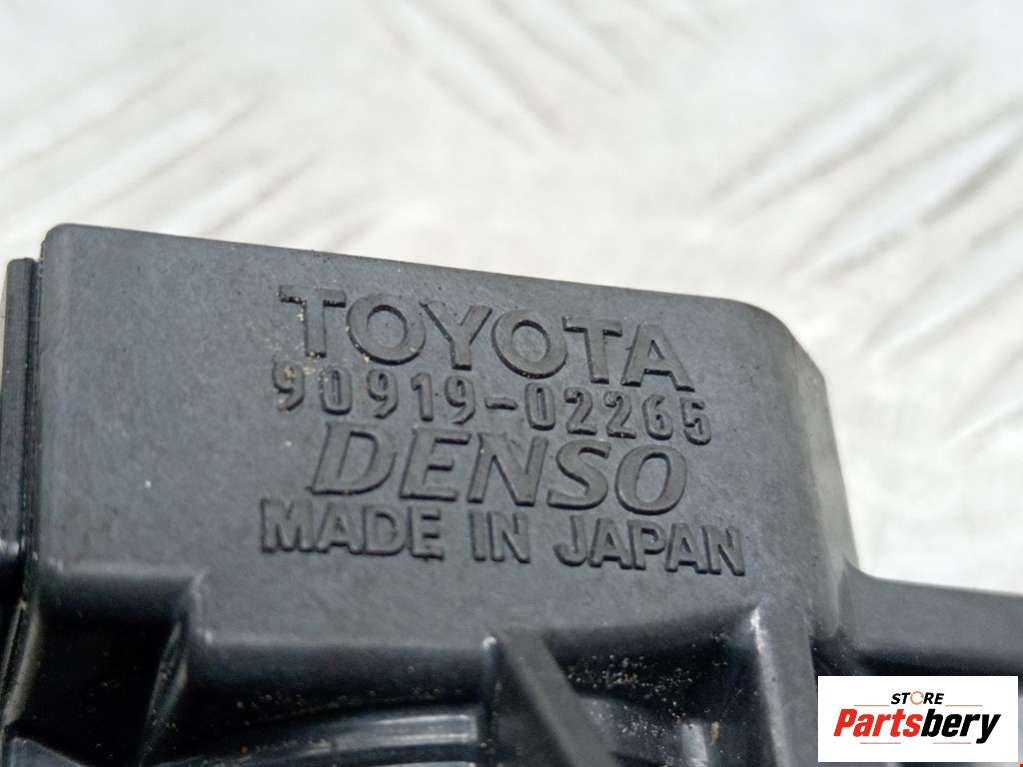 TOYOTA
90919-02265
DENSO
MADE IN JAPAN
STORE
Partsbery